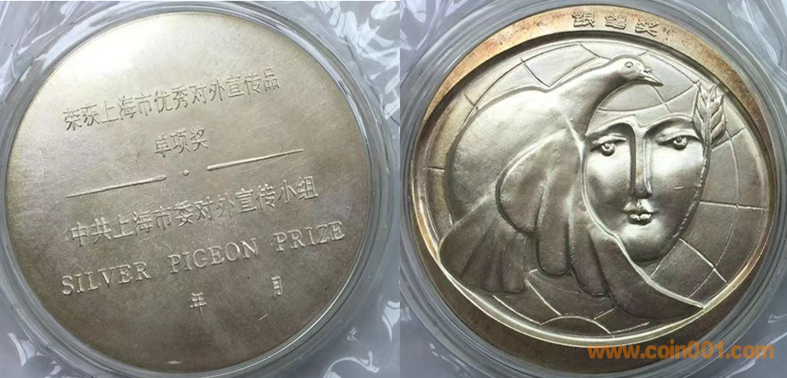 荣获上海市优秀对外宣传品
单项奖
中共上海市委对外宣传小组
SILVER PIGEON PRIZE
年 月
银鸽奖
www.coin001.com